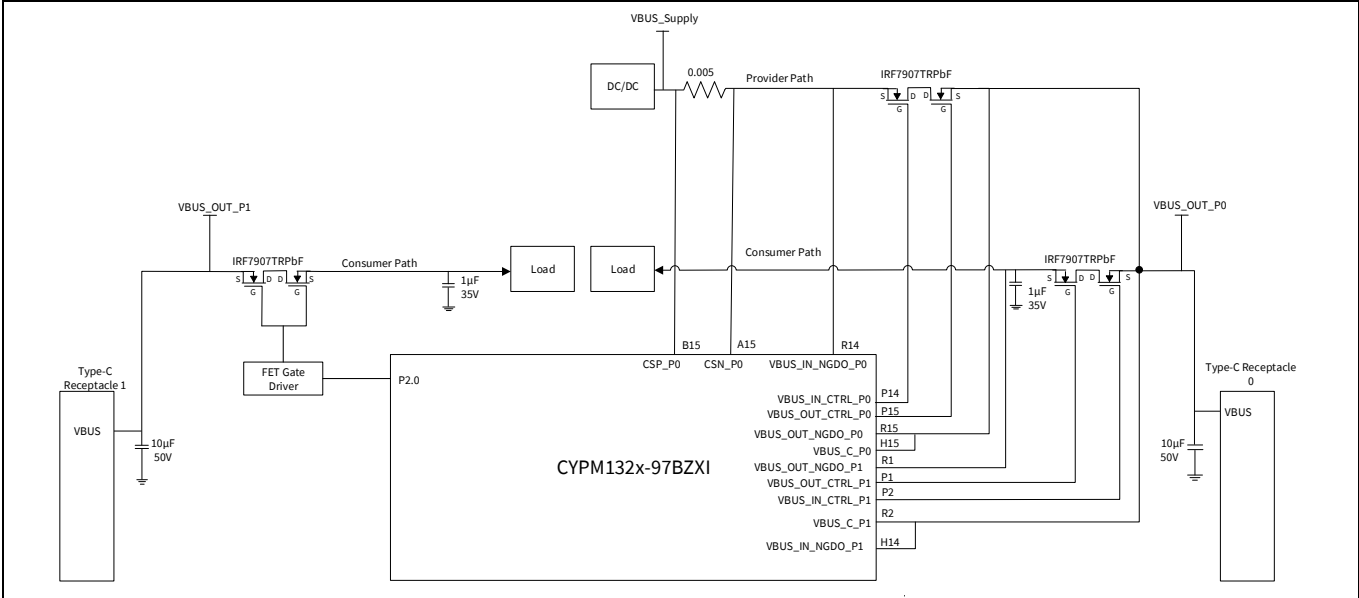 VBUS_Supply
DC/DC
0.005
Provider Path
IRF7907TRPbF
S
D
D
S
G
G
VBUS_OUT_P1
IRF7907TRPbF
S
D
D
S
G
G
Consumer Path
1µF
35V
Load
Load
Consumer Path
VBUS_OUT_P0
IRF7907TRPbF
S
D
D
S
G
G
1µF
35V
FET Gate
Driver
Type-C
Receptacle 1
VBUS
10µF
50V
P2.0
B15
A15
R14
CSP_P0
CSN_P0
VBUS_IN_NGDO_P0
VBUS_IN_CTRL_P0
P14
VBUS_OUT_CTRL_P0
P15
VBUS_OUT_NGDO_P0
R15
VBUS_C_P0
H15
VBUS_OUT_NGDO_P1
R1
VBUS_OUT_CTRL_P1
P1
VBUS_IN_CTRL_P1
P2
VBUS_C_P1
R2
VBUS_IN_NGDO_P1
H14
CYPM132x-97BZXI
Type-C Receptacle
0
VBUS
10µF
50V